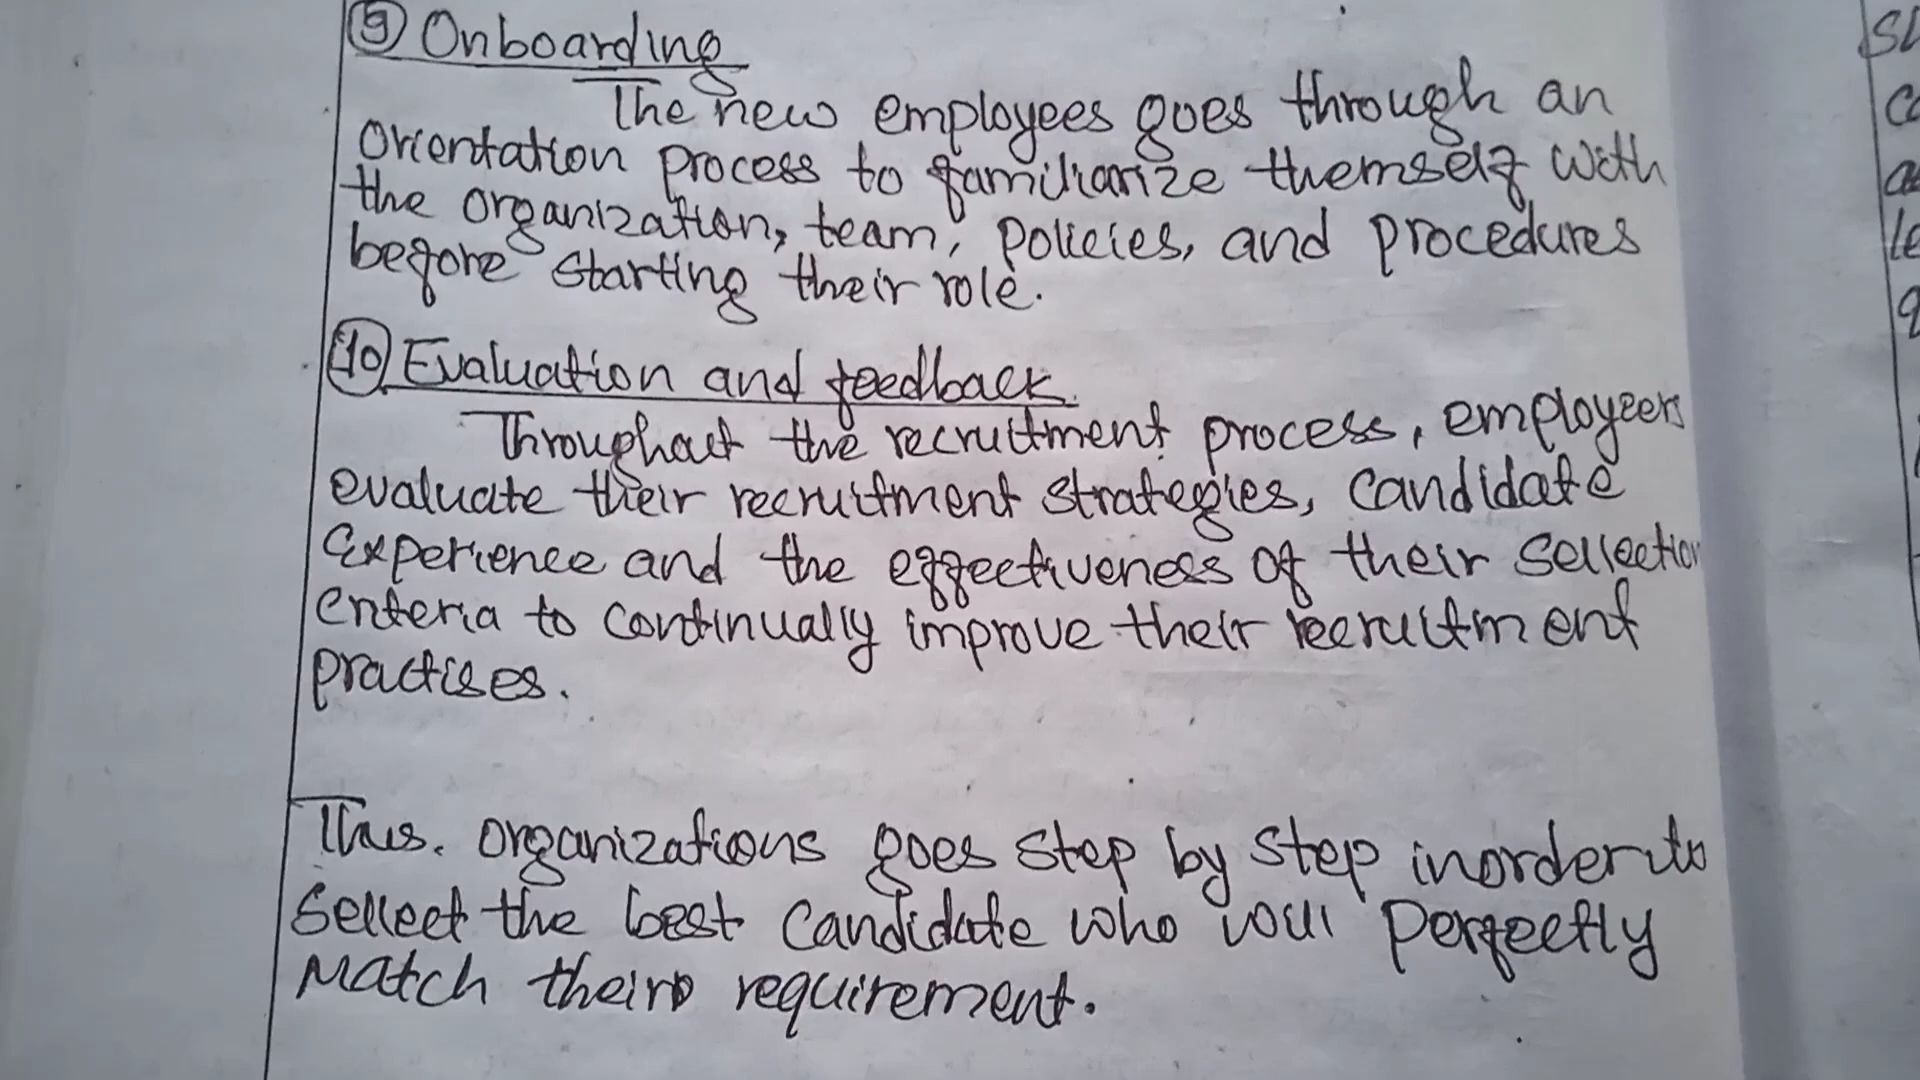 ⑨ Onboarding
The new employees goes through an
orientation process to familiarize themself with
the organization, team, policies, and procedures
before starting their role.
⑩ Evaluation and feedback.
Throughout the recruitment process, employeers
evaluate their recruitment strategies, candidate
experience and the effectiveness of their sellection
criteria to continually improve their recruitment
practises.
Thus. organizations goes step by step inorder to
sellect the best candidate who will perfectly
match their requirement.